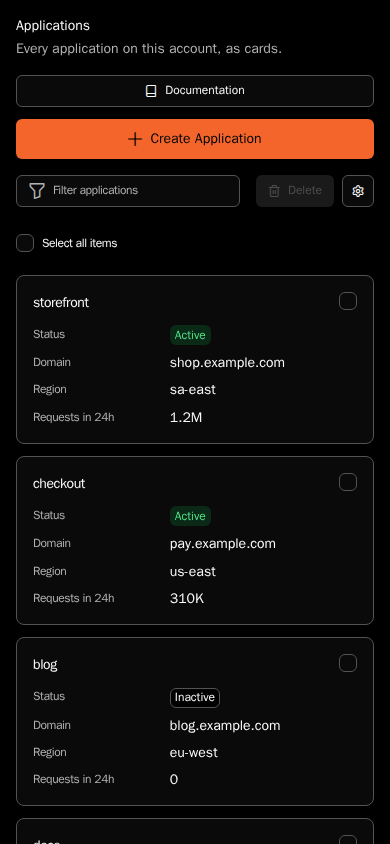 Applications
Every application on this account, as cards.
Documentation
Create Application
Filter applications
Delete
Select all items
storefront
Status Active
Domain shop.example.com
Region sa-east
Requests in 24h 1.2M
checkout
Status Active
Domain pay.example.com
Region us-east
Requests in 24h 310K
blog
Status Inactive
Domain blog.example.com
Region eu-west
Requests in 24h 0